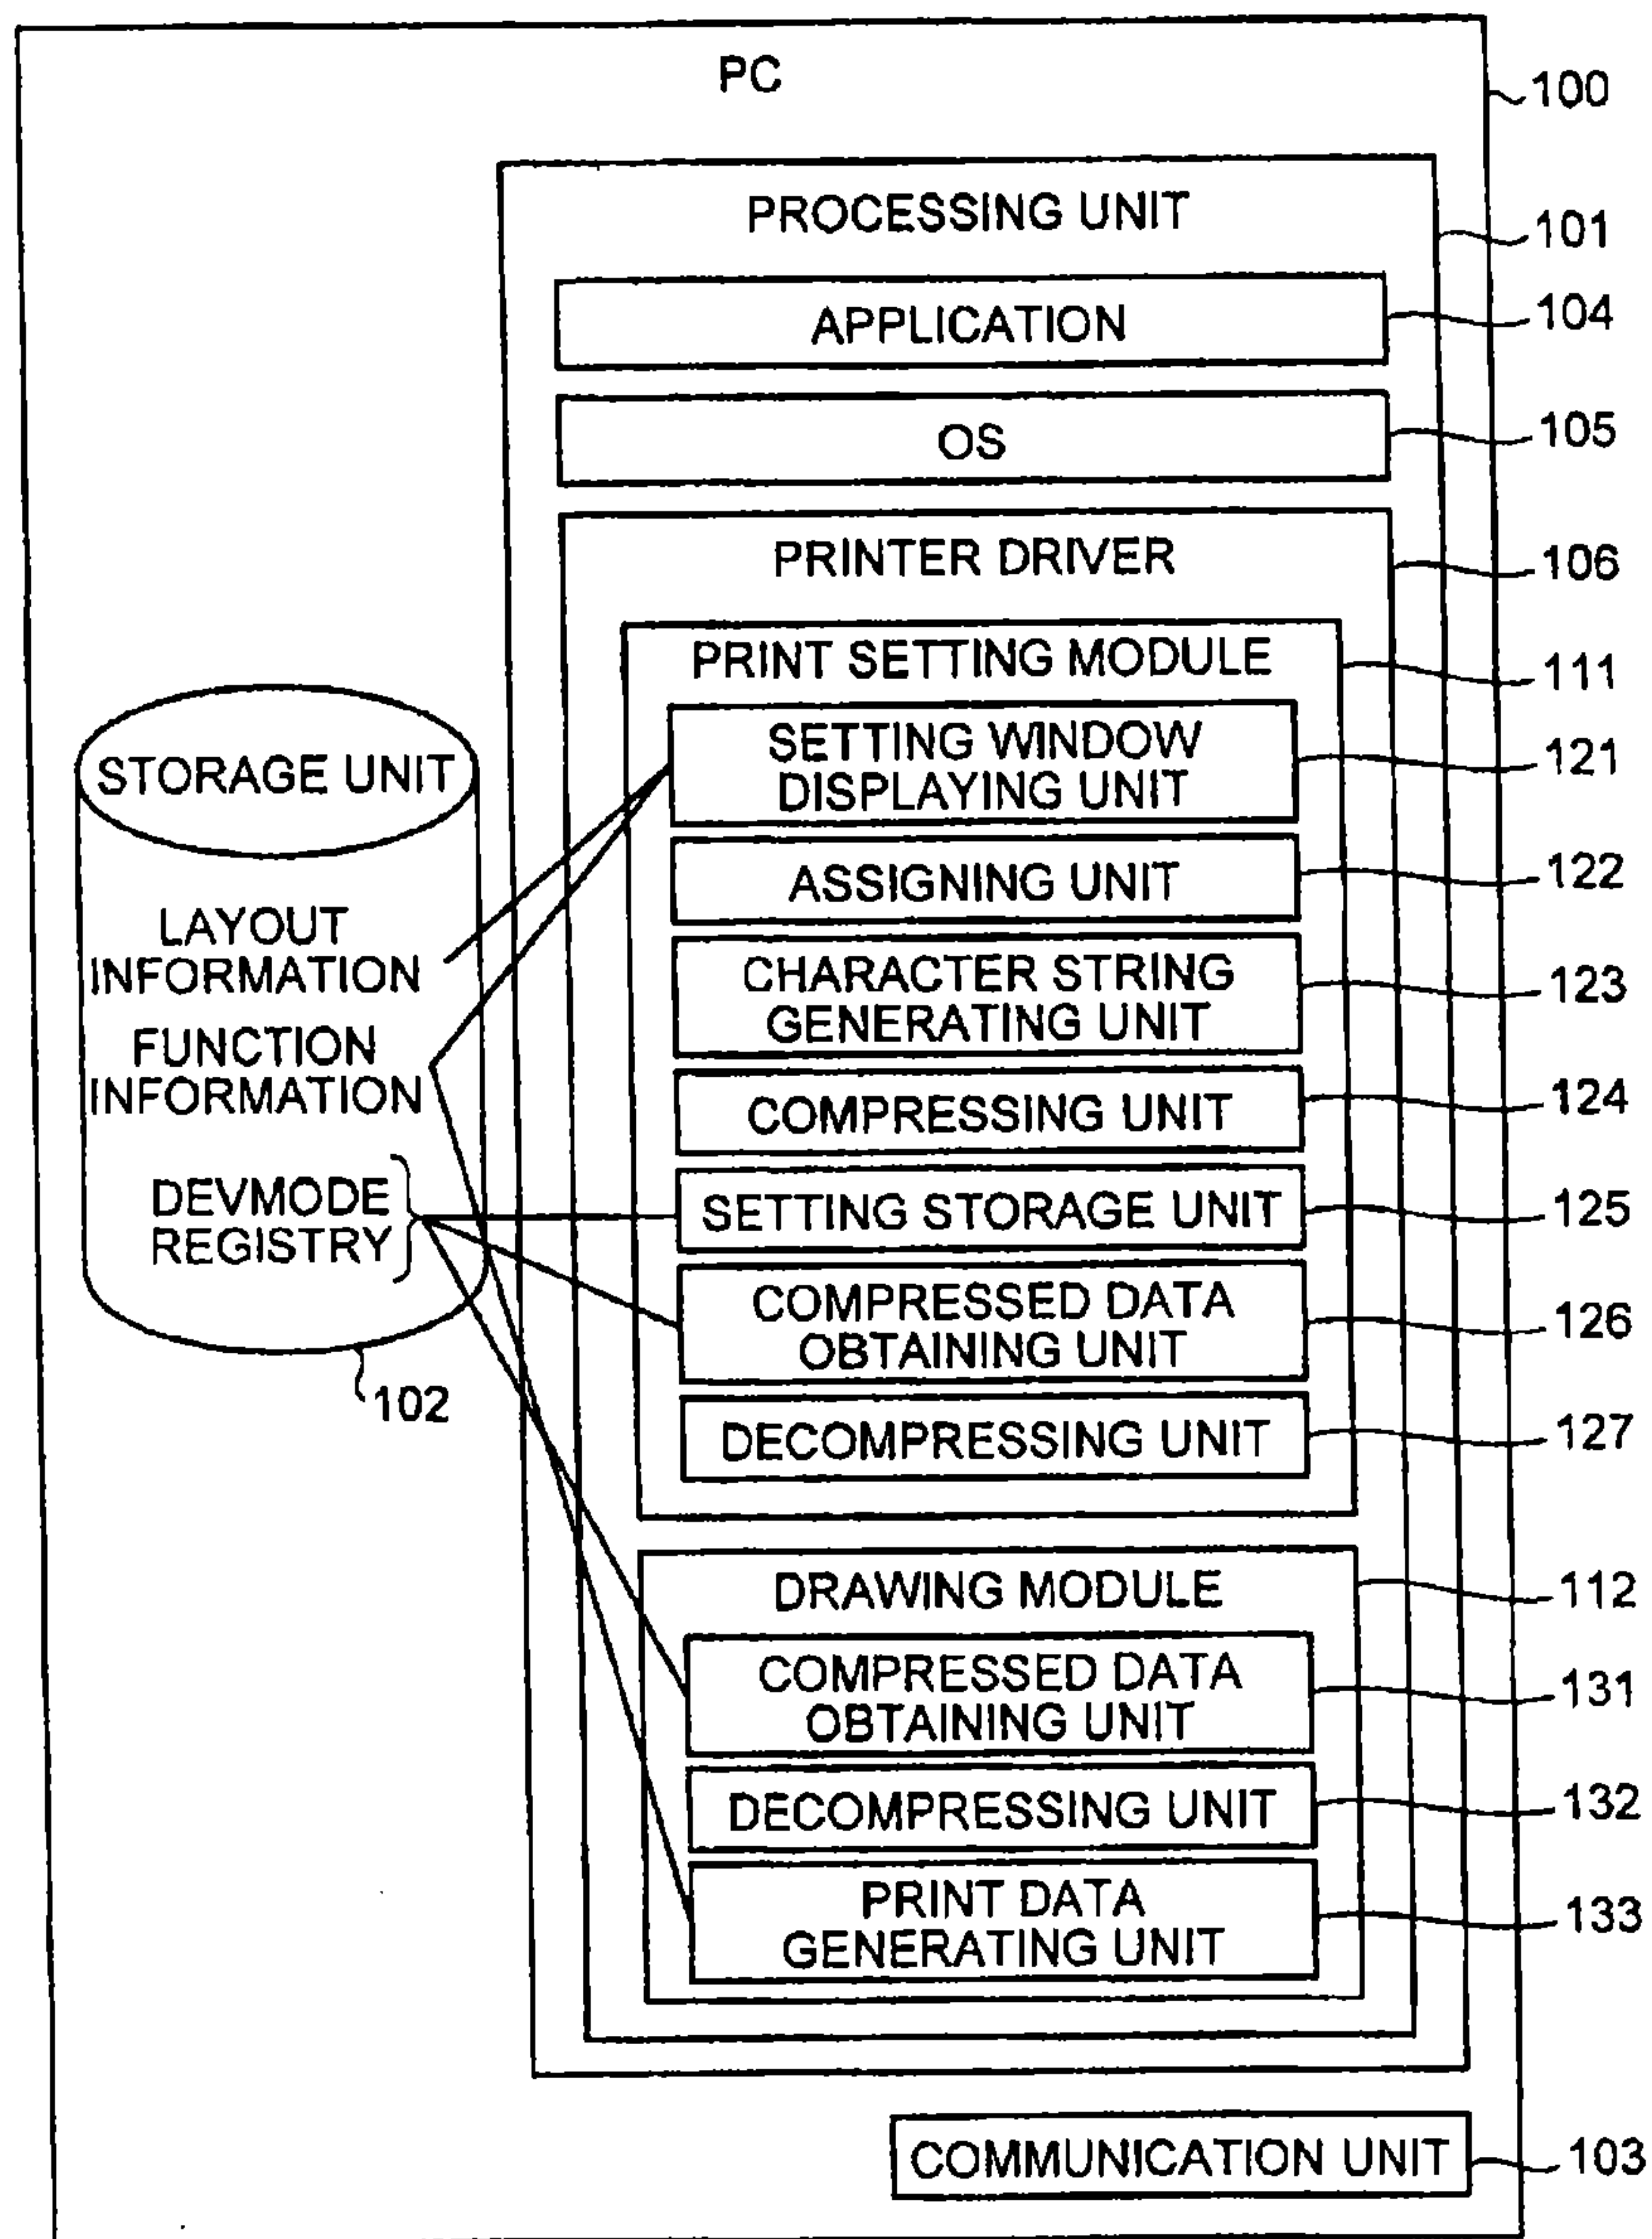 PC
100
PROCESSING UNIT
101
APPLICATION
104
OS
105
PRINTER DRIVER
106
PRINT SETTING MODULE
111
SETTING WINDOW
DISPLAYING UNIT
121
ASSIGNING UNIT
122
CHARACTER STRING
GENERATING UNIT
123
COMPRESSING UNIT
124
SETTING STORAGE UNIT
125
COMPRESSED DATA
OBTAINING UNIT
126
DECOMPRESSING UNIT
127
STORAGE UNIT
LAYOUT
INFORMATION
FUNCTION
INFORMATION
DEVMODE
REGISTRY
102
DRAWING MODULE
112
COMPRESSED DATA
OBTAINING UNIT
131
DECOMPRESSING UNIT
132
PRINT DATA
GENERATING UNIT
133
COMMUNICATION UNIT
103